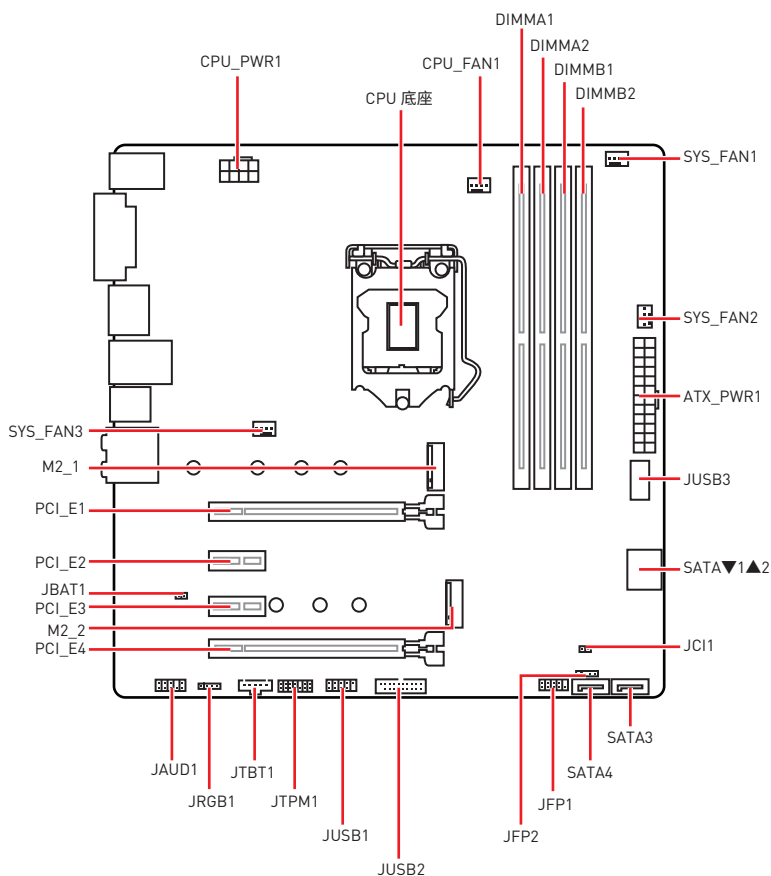 DIMMA1
DIMMA2
DIMMB1
DIMMB2
CPU_PWR1
CPU_FAN1
CPU 底座
SYS_FAN1
SYS_FAN2
ATX_PWR1
JUSB3
SATA▼1▲2
JCI1
SYS_FAN3
M2_1
PCI_E1
PCI_E2
JBAT1
PCI_E3
M2_2
PCI_E4
SATA3
SATA4
JFP1
JFP2
JAUD1
JRGB1
JTBT1
JTPM1
JUSB1
JUSB2